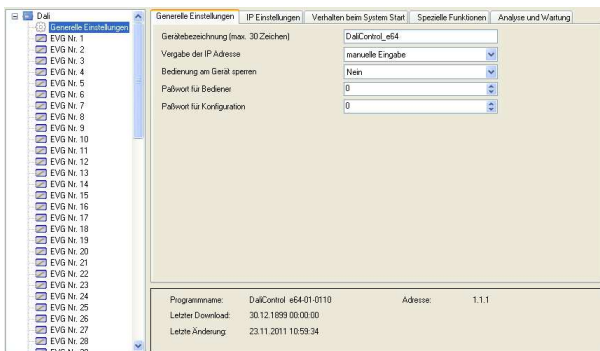 Dali
Generelle Einstellungen
EVG Nr. 1
EVG Nr. 2
EVG Nr. 3
EVG Nr. 4
EVG Nr. 5
EVG Nr. 6
EVG Nr. 7
EVG Nr. 8
EVG Nr. 9
EVG Nr. 10
EVG Nr. 11
EVG Nr. 12
EVG Nr. 13
EVG Nr. 14
EVG Nr. 15
EVG Nr. 16
EVG Nr. 17
EVG Nr. 18
EVG Nr. 19
EVG Nr. 20
EVG Nr. 21
EVG Nr. 22
EVG Nr. 23
EVG Nr. 24
EVG Nr. 25
EVG Nr. 26
EVG Nr. 27
EVG Nr. 28
Generelle Einstellungen IP Einstellungen Verhalten beim System Start Spezielle Funktionen Analyse und Wartung
Gerätebezeichnung (max. 30 Zeichen) DaliControl_e64
Vergabe der IP Adresse manuelle Eingabe
Bedienung am Gerät sperren Nein
Paßwort für Bediener 0
Paßwort für Konfiguration 0
Programmname: DaliControl e64-01-0110 Adresse: 1.1.1
Letzter Download: 30.12.1899 00:00:00
Letzte Änderung: 23.11.2011 10:59:34